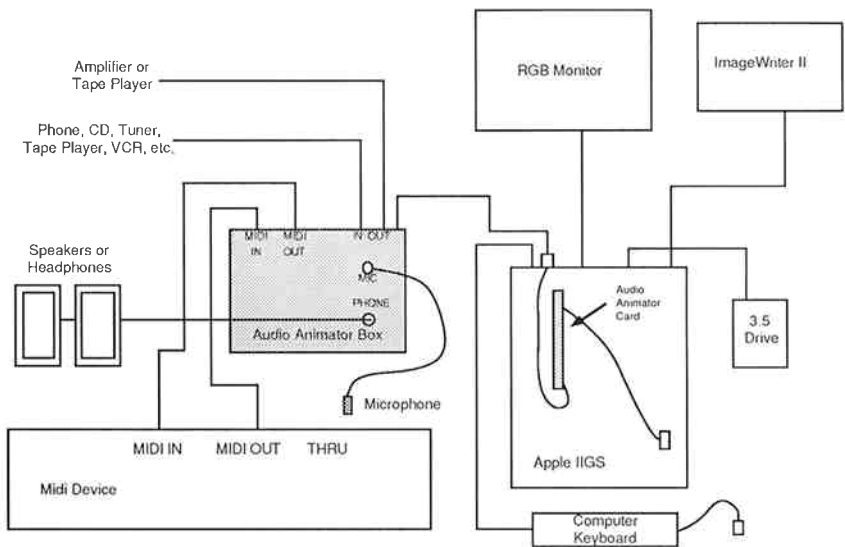 Amplifier or
Tape Player
Phone, CD, Tuner,
Tape Player, VCR, etc.
RGB Monitor
ImageWriter II
Speakers or
Headphones
MIDI
IN
MIDI
OUT
IN OUT
MIC
PHONE
Audio Animator Box
Audio
Animator
Card
3.5
Drive
Microphone
MIDI IN MIDI OUT THRU
Midi Device
Apple IIGS
Computer
Keyboard